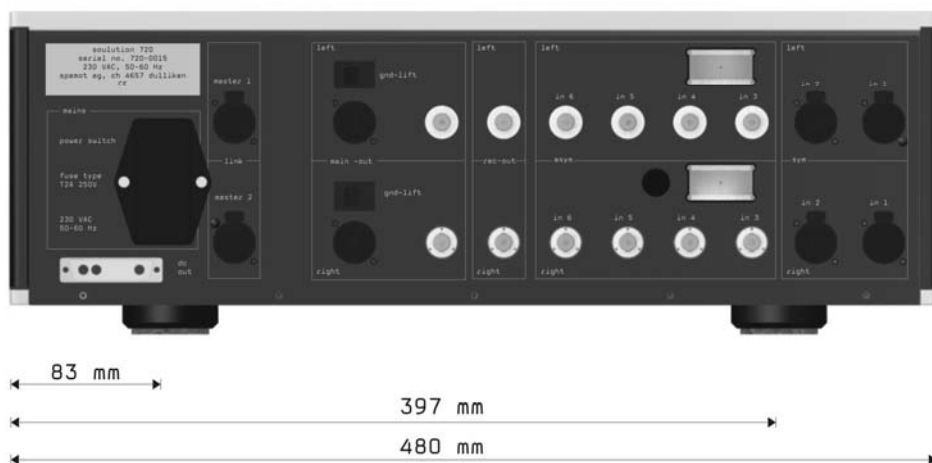 soulution 720
serial no. 720-0015
230 VAC, 50-60 Hz
spemot ag, ch 4657 dulliken
CE
mains
power switch
fuse type
T24 250V
230 VAC
50-60 Hz
dc
out
master 1
link
master 2
left
gnd-lift
main -out
gnd-lift
right
left
rec-out
right
left
in 6 in 5 in 4 in 3
asym
in 6 in 5 in 4 in 3
right
left
in 2 in 1
sym
in 2 in 1
right
83 mm
397 mm
480 mm